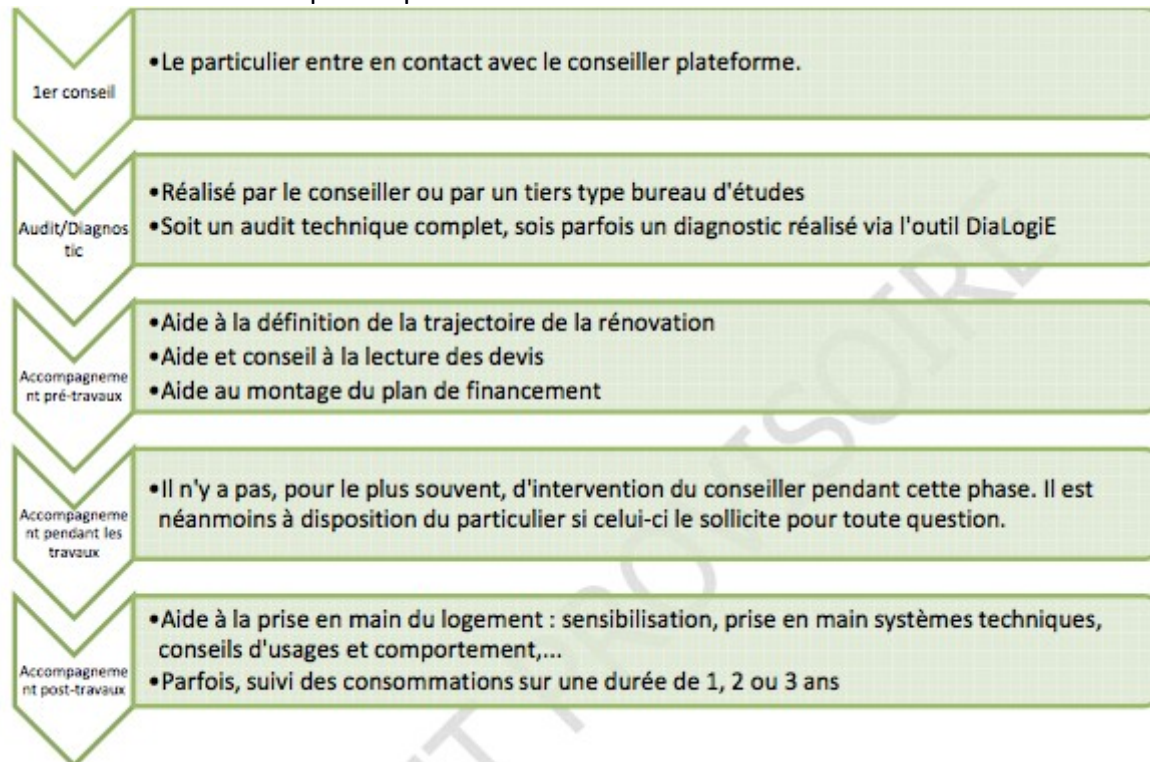 1er conseil
•Le particulier entre en contact avec le conseiller plateforme.
Audit/Diagnos
tic
•Réalisé par le conseiller ou par un tiers type bureau d'études
•Soit un audit technique complet, sois parfois un diagnostic réalisé via l'outil DiaLogiE
Accompagneme
nt pré-travaux
•Aide à la définition de la trajectoire de la rénovation
•Aide et conseil à la lecture des devis
•Aide au montage du plan de financement
Accompagneme
nt pendant les
travaux
•Il n'y a pas, pour le plus souvent, d'intervention du conseiller pendant cette phase. Il est
néanmoins à disposition du particulier si celui-ci le sollicite pour toute question.
Accompagneme
nt post-travaux
•Aide à la prise en main du logement : sensibilisation, prise en main systèmes techniques,
conseils d'usages et comportement,...
•Parfois, suivi des consommations sur une durée de 1, 2 ou 3 ans
PROVISOIRE